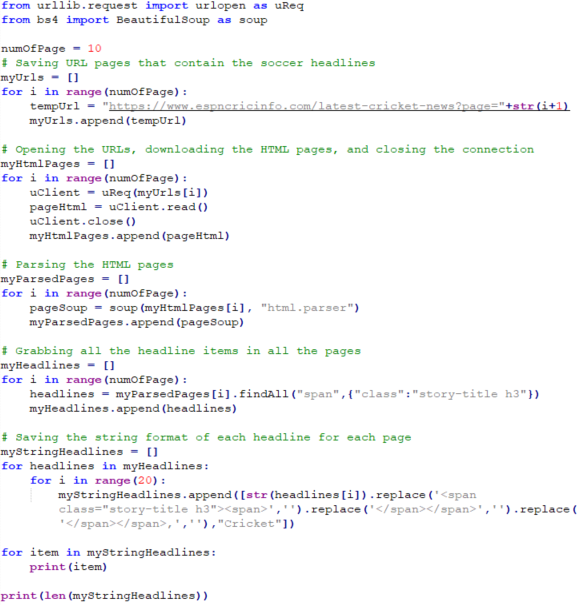 from urllib.request import urlopen as uReq
from bs4 import BeautifulSoup as soup

numOfPage = 10
# Saving URL pages that contain the soccer headlines
myUrls = []
for i in range(numOfPage):
    tempUrl = "https://www.espncricinfo.com/latest-cricket-news?page="+str(i+1)
    myUrls.append(tempUrl)

# Opening the URLs, downloading the HTML pages, and closing the connection
myHtmlPages = []
for i in range(numOfPage):
    uClient = uReq(myUrls[i])
    pageHtml = uClient.read()
    uClient.close()
    myHtmlPages.append(pageHtml)

# Parsing the HTML pages
myParsedPages = []
for i in range(numOfPage):
    pageSoup = soup(myHtmlPages[i], "html.parser")
    myParsedPages.append(pageSoup)

# Grabbing all the headline items in all the pages
myHeadlines = []
for i in range(numOfPage):
    headlines = myParsedPages[i].findAll("span",{"class":"story-title h3"})
    myHeadlines.append(headlines)

# Saving the string format of each headline for each page
myStringHeadlines = []
for headlines in myHeadlines:
    for i in range(20):
        myStringHeadlines.append([str(headlines[i]).replace('<span
        class="story-title h3"><span>','').replace('</span></span>','').replace(
        '</span></span>,',''),"Cricket"])

for item in myStringHeadlines:
    print(item)

print(len(myStringHeadlines))